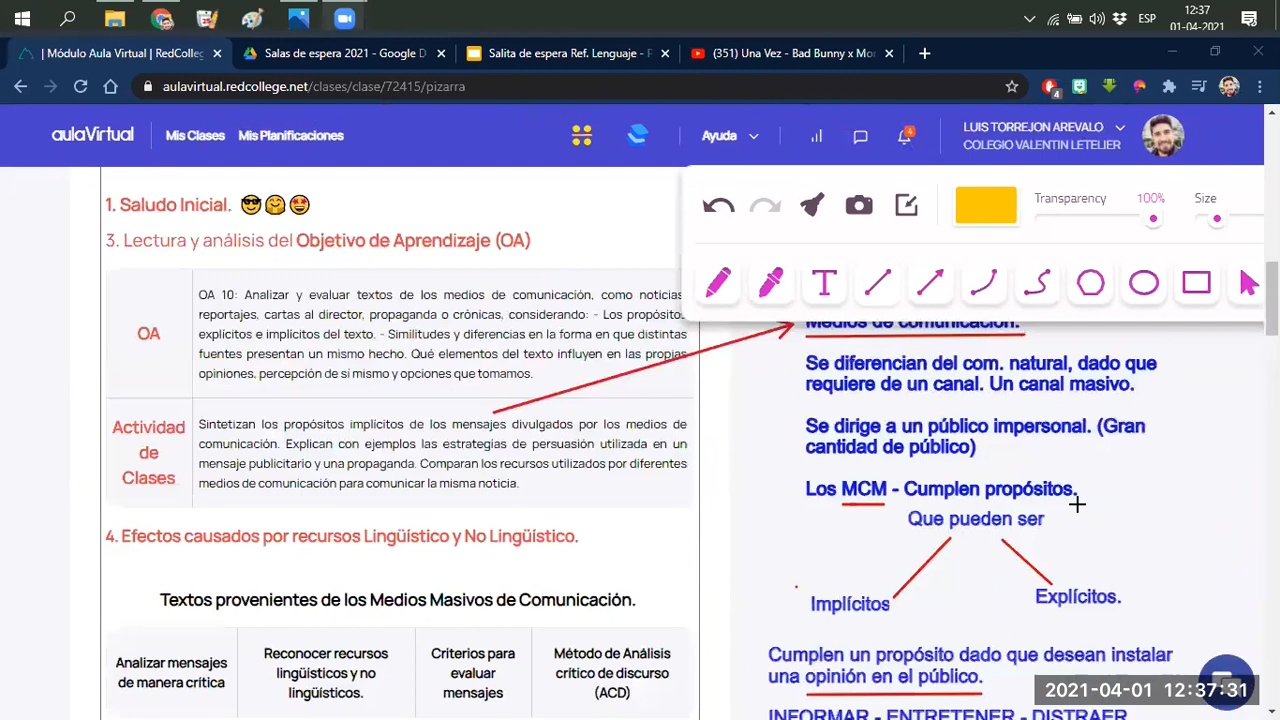 12:37
ESP
01-04-2021
| Módulo Aula Virtual | RedColleg
Salas de espera 2021 - Google D
Salita de espera Ref. Lenguaje - F
(351) Una Vez - Bad Bunny x Mor
aulavirtual.redcollege.net/clases/clase/72415/pizarra
4
aulaVirtual
Mis Clases
Mis Planificaciones
Ayuda
4
LUIS TORREJON AREVALO
COLEGIO VALENTIN LETELIER
Transparency 100% Size
1. Saludo Inicial.
3. Lectura y análisis del Objetivo de Aprendizaje (OA)
OA
OA 10: Analizar y evaluar textos de los medios de comunicación, como noticias,
reportajes, cartas al director, propaganda o crónicas, considerando: - Los propósitos
explícitos e implícitos del texto. - Similitudes y diferencias en la forma en que distintas
fuentes presentan un mismo hecho. Qué elementos del texto influyen en las propias
opiniones, percepción de sí mismo y opciones que tomamos.
Actividad
de
Clases
Sintetizan los propósitos implícitos de los mensajes divulgados por los medios de
comunicación. Explican con ejemplos las estrategias de persuasión utilizada en un
mensaje publicitario y una propaganda. Comparan los recursos utilizados por diferentes
medios de comunicación para comunicar la misma noticia.
4. Efectos causados por recursos Lingüístico y No Lingüístico.
Textos provenientes de los Medios Masivos de Comunicación.
Analizar mensajes
de manera crítica
Reconocer recursos
lingüísticos y no
lingüísticos.
Criterios para
evaluar
mensajes
Método de Análisis
crítico de discurso
(ACD)
Medios de comunicación.
Se diferencian del com. natural, dado que
requiere de un canal. Un canal masivo.
Se dirige a un público impersonal. (Gran
cantidad de público)
Los MCM - Cumplen propósitos.
Que pueden ser
Implícitos
Explícitos.
Cumplen un propósito dado que desean instalar
una opinión en el público.
INFORMAR - ENTRETENER - DISTRAER
2021-04-01 12:37:31